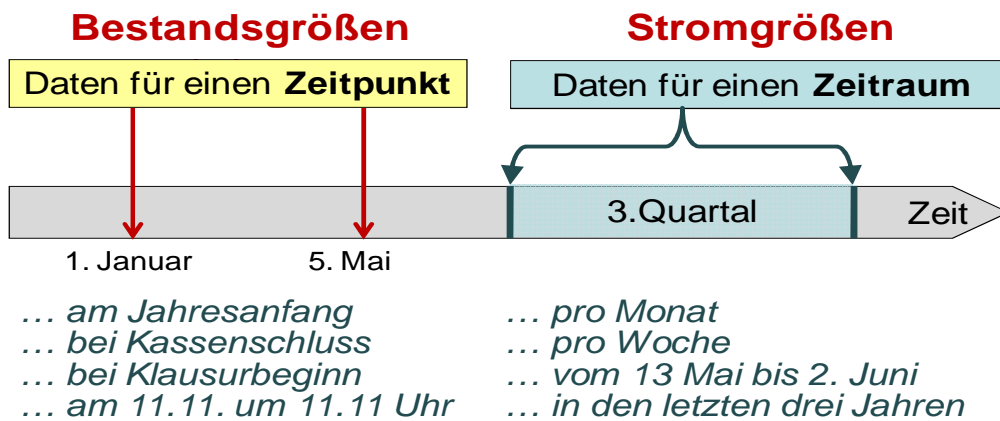 Bestandsgrößen
Daten für einen Zeitpunkt
Stromgrößen
Daten für einen Zeitraum
3.Quartal
Zeit
1. Januar
5. Mai
… am Jahresanfang
… bei Kassenschluss
… bei Klausurbeginn
… am 11.11. um 11.11 Uhr
… pro Monat
… pro Woche
… vom 13 Mai bis 2. Juni
… in den letzten drei Jahren